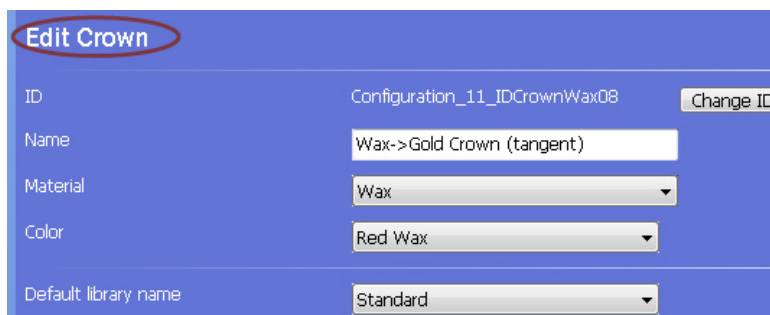 Edit Crown
ID Configuration_11_IDCrownWax08 Change ID
Name Wax->Gold Crown (tangent)
Material Wax
Color Red Wax
Default library name Standard